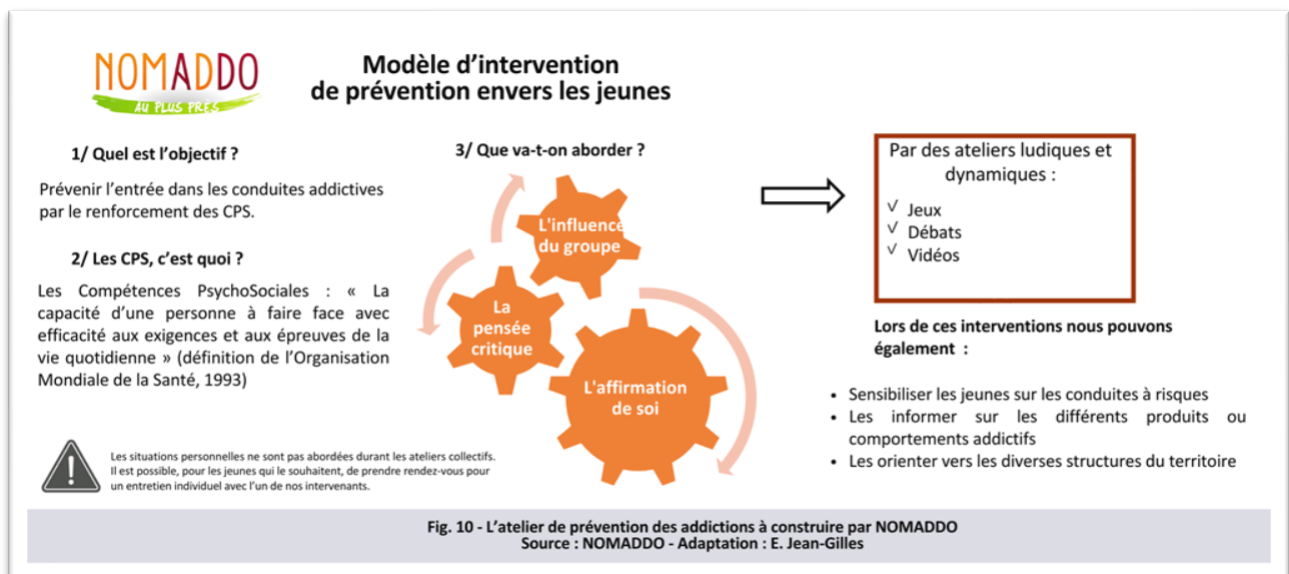 NOMADDO
AU PLUS PRES
Modèle d’intervention
de prévention envers les jeunes
1/ Quel est l’objectif ?
Prévenir l’entrée dans les conduites addictives
par le renforcement des CPS.
2/ Les CPS, c’est quoi ?
Les Compétences PsychoSociales : « La
capacité d’une personne à faire face avec
efficacité aux exigences et aux épreuves de la
vie quotidienne » (définition de l’Organisation
Mondiale de la Santé, 1993)
Les situations personnelles ne sont pas abordées durant les ateliers collectifs.
Il est possible, pour les jeunes qui le souhaitent, de prendre rendez-vous pour
un entretien individuel avec l’un de nos intervenants.
3/ Que va-t-on aborder ?
L'influence
du groupe
La
pensée
critique
L'affirmation
de soi
Par des ateliers ludiques et
dynamiques :
√ Jeux
√ Débats
√ Vidéos
Lors de ces interventions nous pouvons
également :
• Sensibiliser les jeunes sur les conduites à risques
• Les informer sur les différents produits ou
comportements addictifs
• Les orienter vers les diverses structures du territoire
Fig. 10 - L’atelier de prévention des addictions à construire par NOMADDO
Source : NOMADDO - Adaptation : E. Jean-Gilles